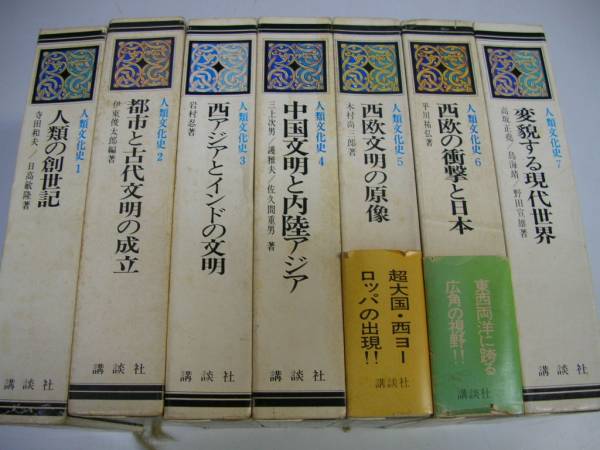 人類文化史 1
人類の創世記
寺田和夫／日高敏隆著
講談社
人類文化史 2
都市と古代文明の成立
伊東俊太郎編著
講談社
人類文化史 3
西アジアとインドの文明
岩村忍著
講談社
人類文化史 4
中国文明と内陸アジア
三上次男／護雅夫／佐久間重男 著
講談社
人類文化史 5
西欧文明の原像
木村尚三郎著
超大国・西ヨー
ロッパの出現!!
講談社
人類文化史 6
西欧の衝撃と日本
平川祐弘著
東西両洋に跨る
広角の視野!!
講談社
人類文化史 7
変貌する現代世界
高坂正堯／鳥海靖／野田宣雄著
講談社